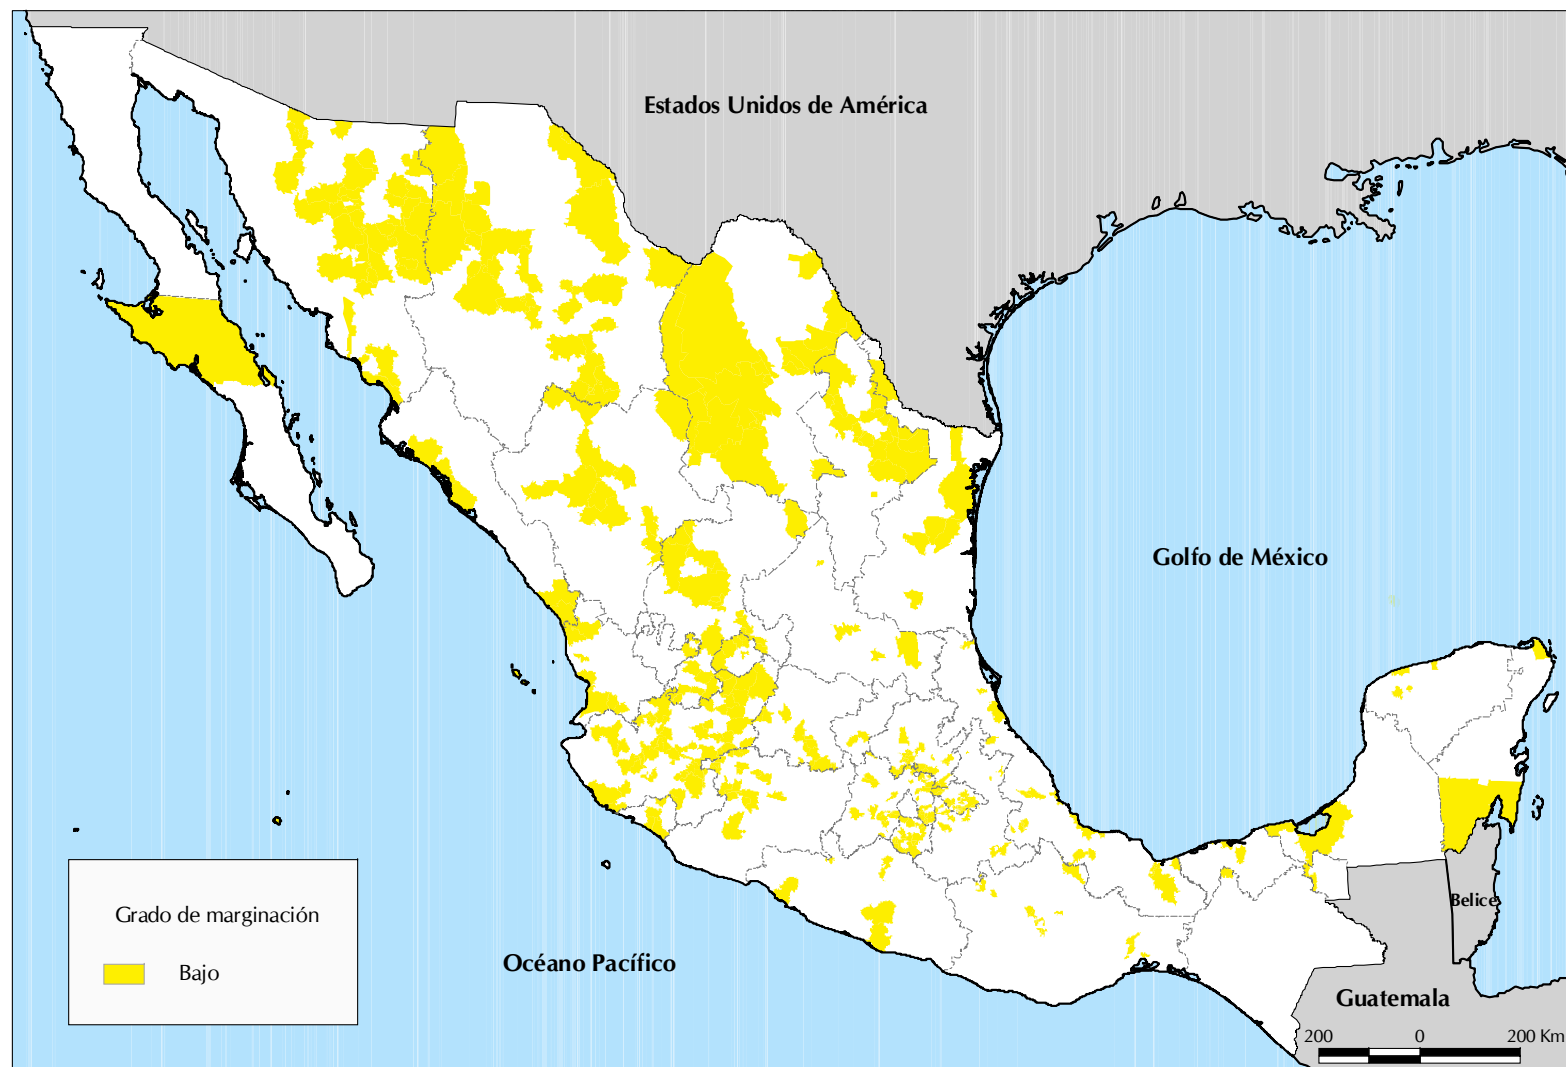 Estados Unidos de América
Golfo de México
Grado de marginación
Bajo
Océano Pacífico
Belice
Guatemala
200 0 200 Km